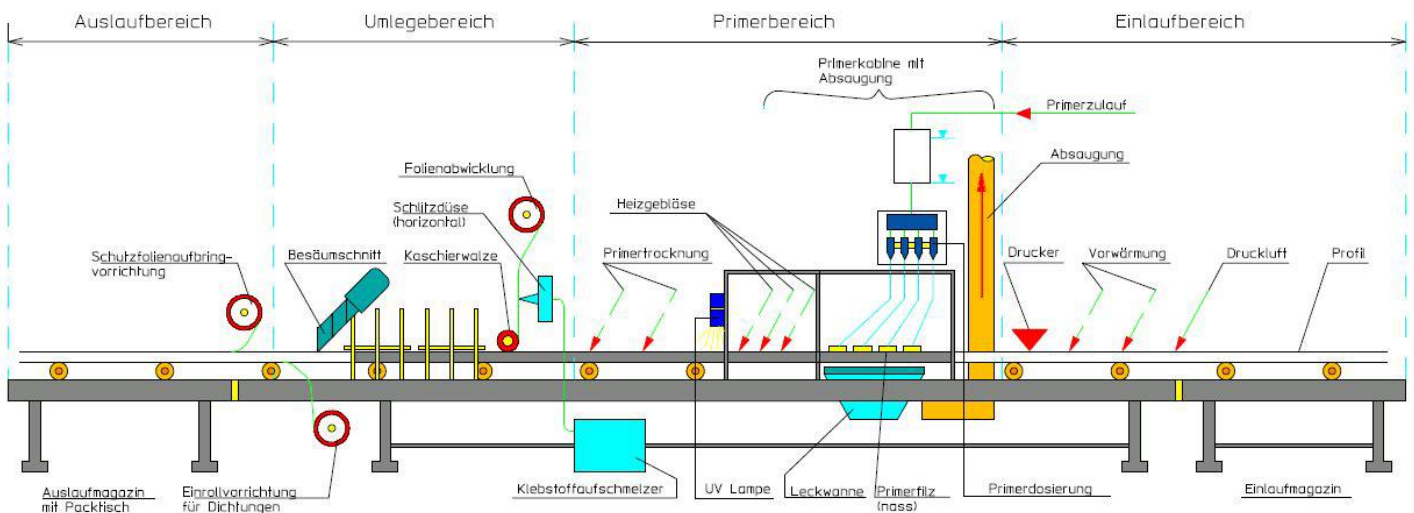 Auslaufbereich
Umlegebereich
Primerbereich
Einlaufbereich
Primerkabine mit
Absaugung
Primerzulauf
Absaugung
Folienabwicklung
Schlitzdüse
(horizontal)
Heizgebläse
Schutzfolienaufbring-
vorrichtung
Besäumschnitt
Kaschierwalze
Primertrocknung
Drucker
Vorwärmung
Druckluft
Profil
Auslaufmagazin
mit Packtisch
Einrollvorrichtung
für Dichtungen
Klebstoffaufschmelzer
UV Lampe
Leckwanne
Primerfilz
(nass)
Primerdosierung
Einlaufmagazin